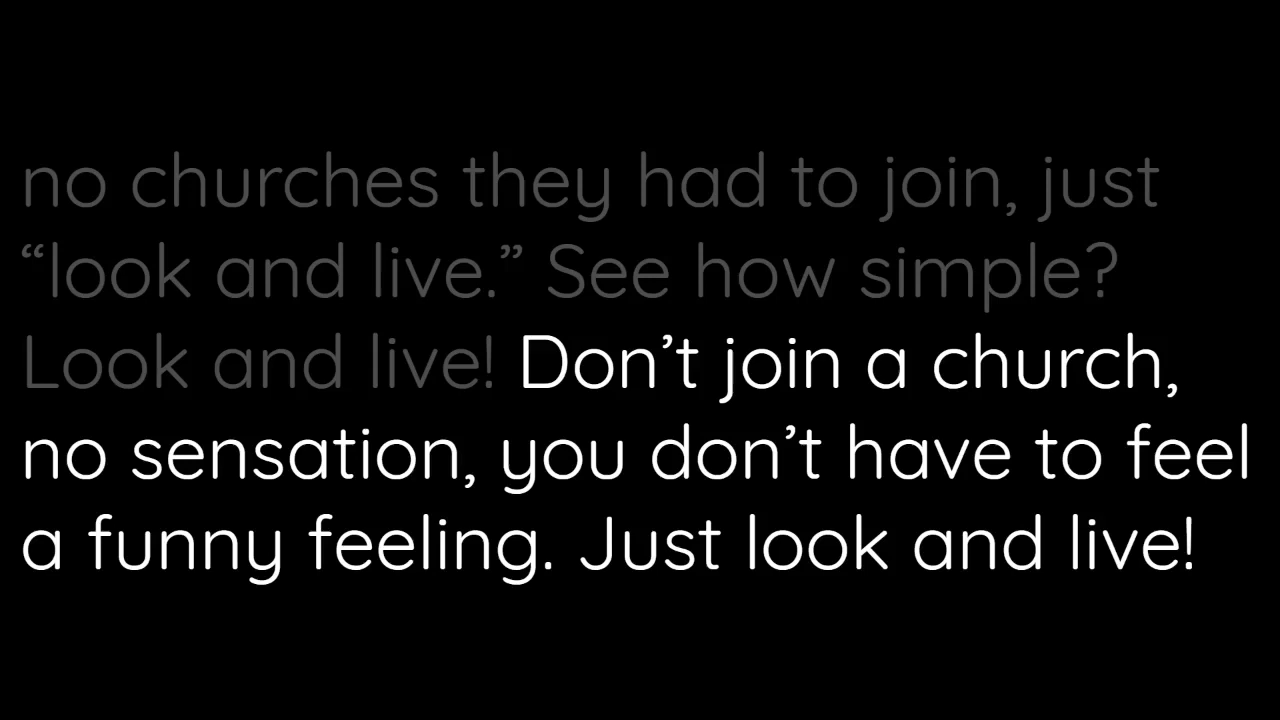 no churches they had to join, just
“look and live.” See how simple?
Look and live! Don’t join a church,
no sensation, you don’t have to feel
a funny feeling. Just look and live!